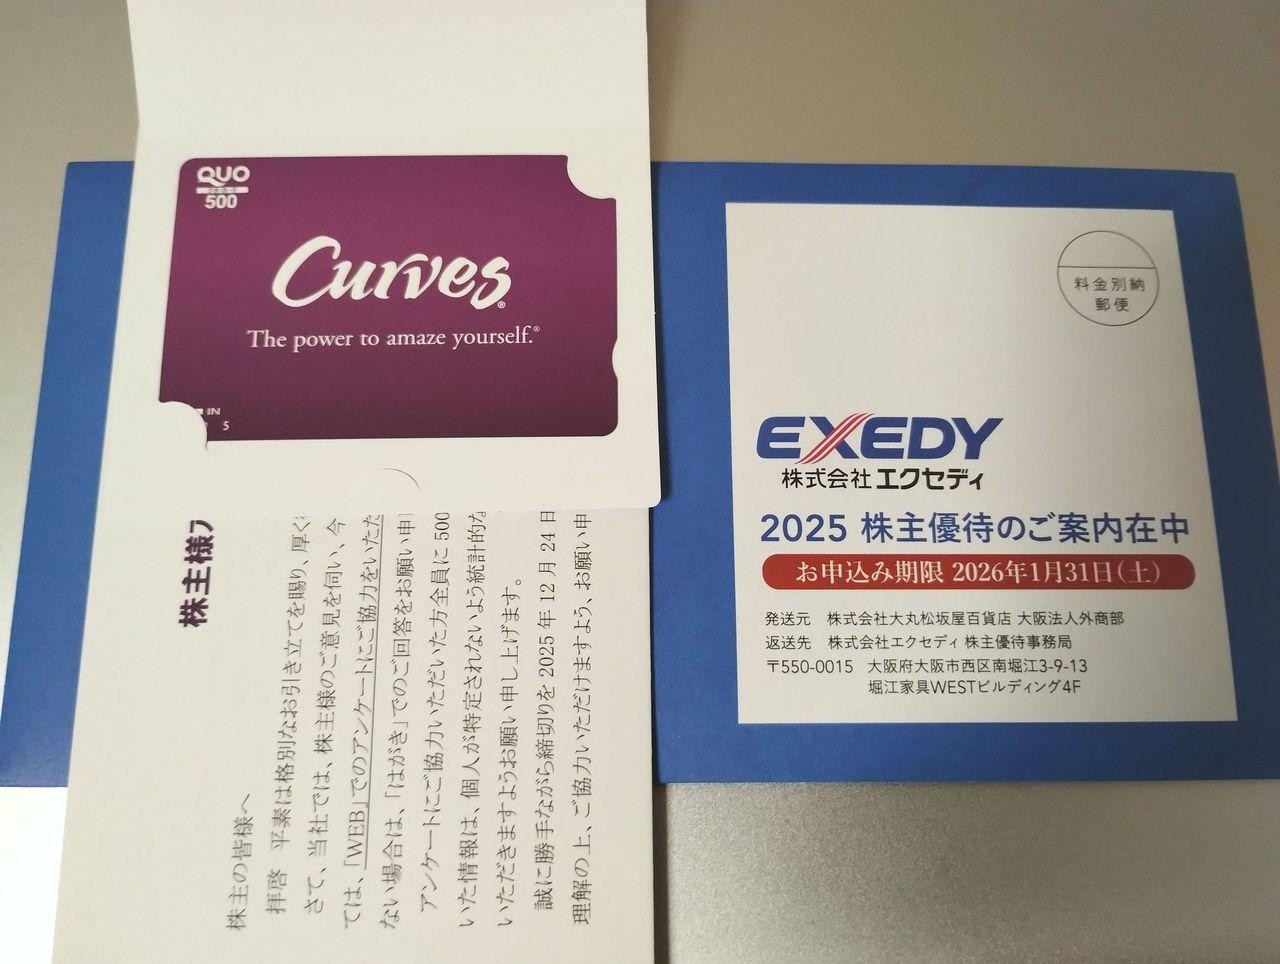 QUO
500
Curves®
The power to amaze yourself.®
IN
5
株主様
株主の皆様へ
拝啓 平素は格別なお引き立てを賜り、厚く
さて、当社では、株主様のご意見を伺い、今
ては、「WEB」でのアンケートにご協力をいただ
ない場合は、「はがき」でのご回答をお願い申
アンケートにご協力いただいた方全員に 500
いた情報は、個人が特定されないよう統計的な
いただきますようお願い申し上げます。
誠に勝手ながら締切りを 2025 年 12 月 24 日
理解の上、ご協力いただけますよう、お願い申
料金別納
郵便
EXEDY
株式会社エクセディ
2025 株主優待のご案内在中
お申込み期限 2026年1月31日(土)
発送元 株式会社大丸松坂屋百貨店 大阪法人外商部
返送先 株式会社エクセディ 株主優待事務局
〒550-0015 大阪府大阪市西区南堀江3-9-13
堀江家具WESTビルディング4F